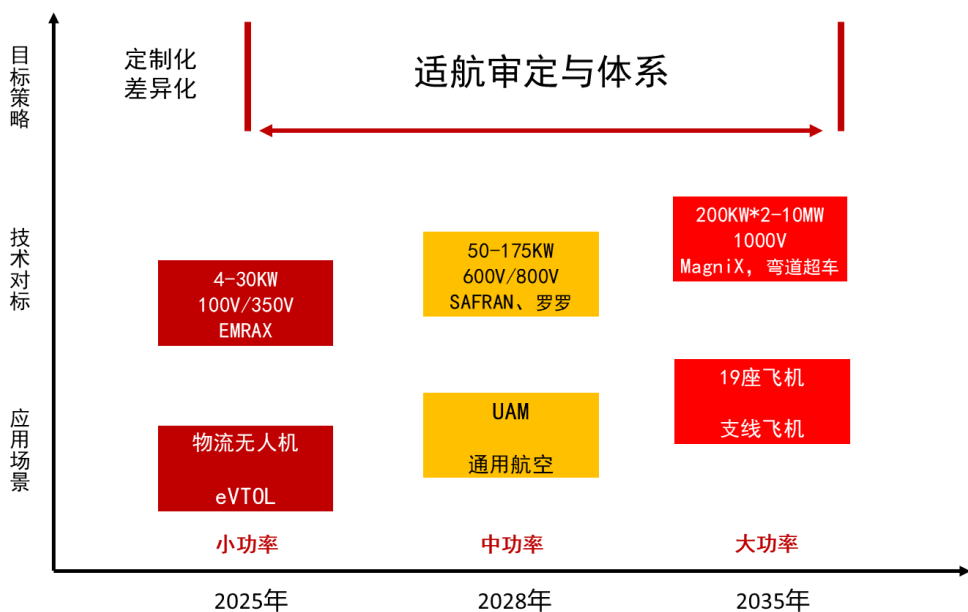 目标策略
定制化
差异化
适航审定与体系
技术对标
4-30KW
100V/350V
EMRAX
50-175KW
600V/800V
SAFRAN、罗罗
200KW*2-10MW
1000V
MagniX，弯道超车
应用场景
物流无人机
eVTOL
UAM
通用航空
19座飞机
支线飞机
小功率
中功率
大功率
2025年
2028年
2035年